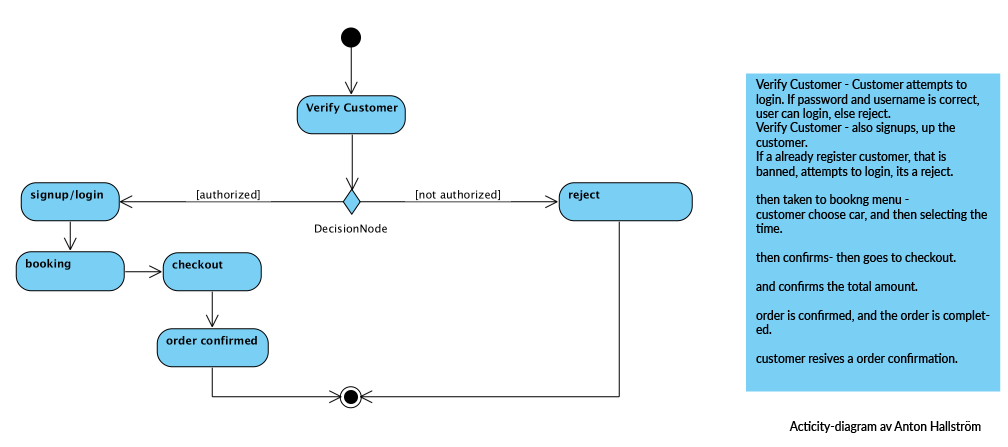 Verify Customer
signup/login
[authorized]
[not authorized]
reject
DecisionNode
booking
checkout
order confirmed
Verify Customer - Customer attempts to
login. If password and username is correct,
user can login, else reject.
Verify Customer - also signups, up the
customer.
If a already register customer, that is
banned, attempts to login, its a reject.
then taken to bookng menu -
customer choose car, and then selecting the
time.
then confirms- then goes to checkout.
and confirms the total amount.
order is confirmed, and the order is complet-
ed.
customer resives a order confirmation.
Acticity-diagram av Anton Hallström